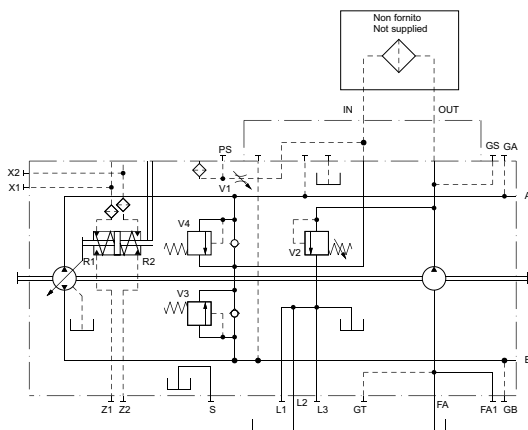 Non fornito
Not supplied
IN OUT
PS GS GA
X2
X1
V1
A
V4
V2
R1 R2
V3
B
Z1 Z2 S L1 L2 L3 GT FA FA1 GB